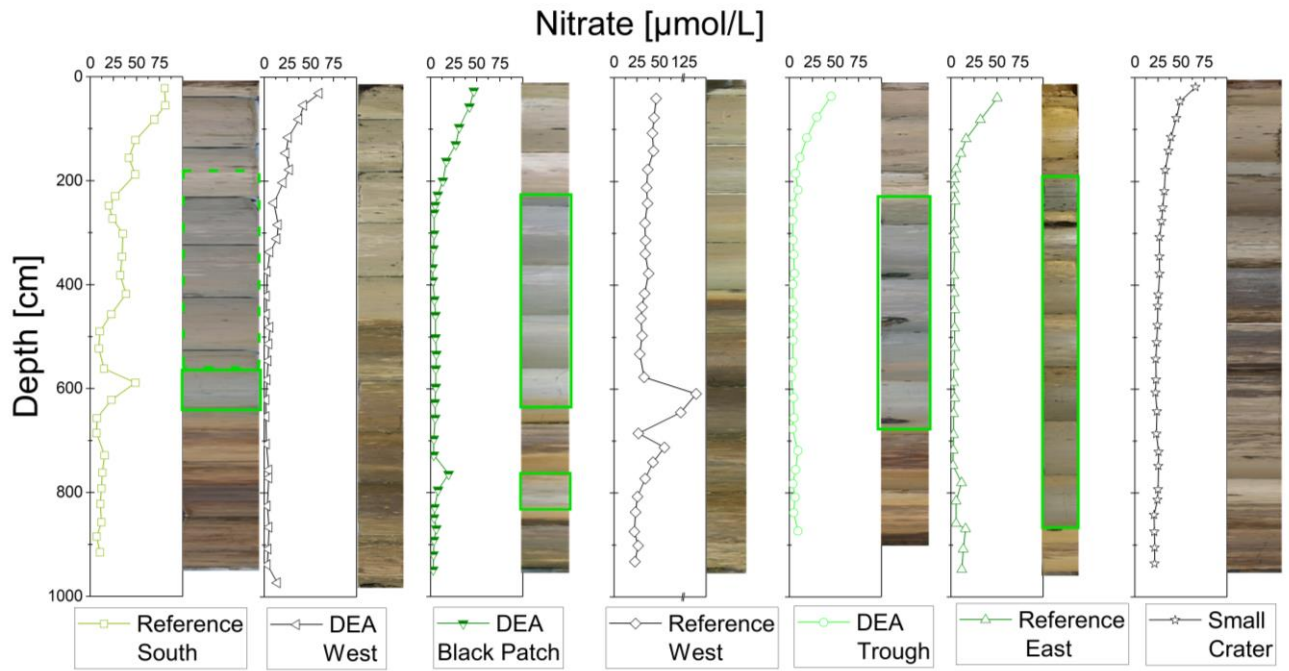 Nitrate [µmol/L]
0 25 50 75
0 25 50 75
0 25 50 75
0 25 50 125
0 25 50 75
0 25 50 75
0 25 50 75
0
200
400
600
800
1000
Depth [cm]
Reference
South
DEA
West
DEA
Black Patch
Reference
West
DEA
Trough
Reference
East
Small
Crater